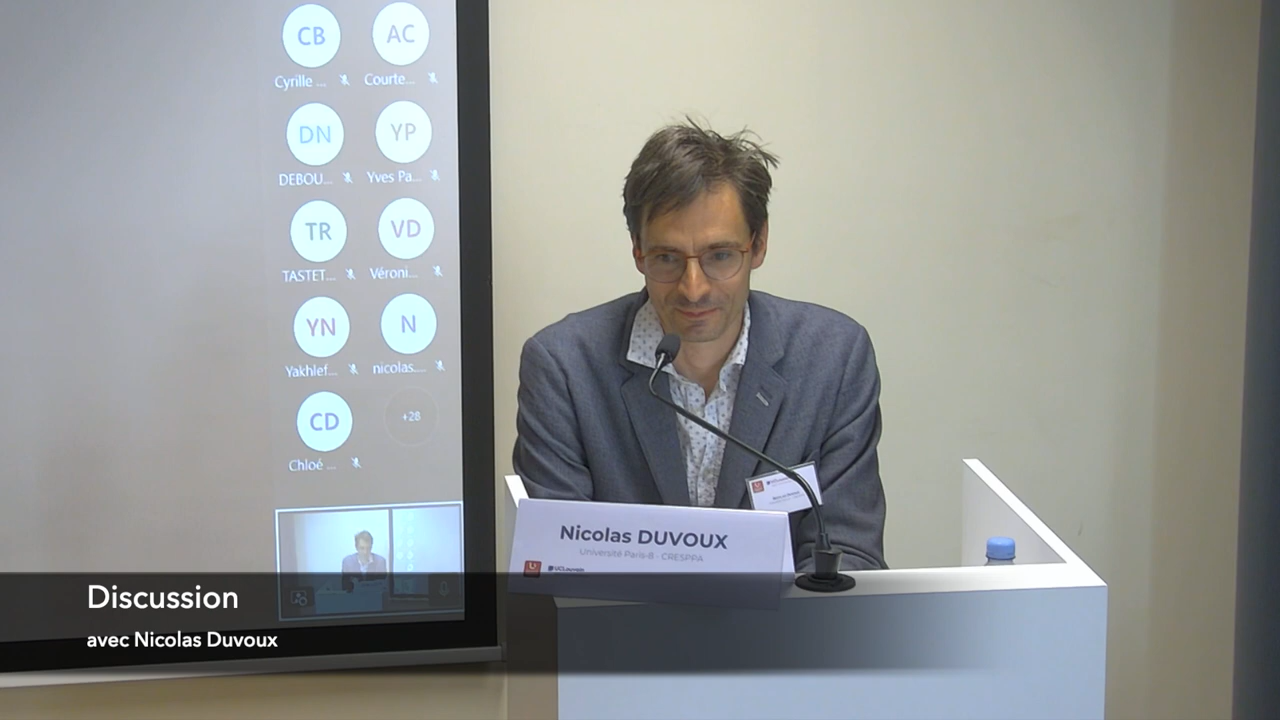 CB AC
Cyrille ... Courte...
DN YP
DEBOU... Yves Pa...
TR VD
TASTET... Véroni...
YN N
Yakhlef... nicolas....
CD +28
Chloé ...
Nicolas DUVOUX
Université Paris-8 - CRESPPA
UCLouvain
Discussion
avec Nicolas Duvoux